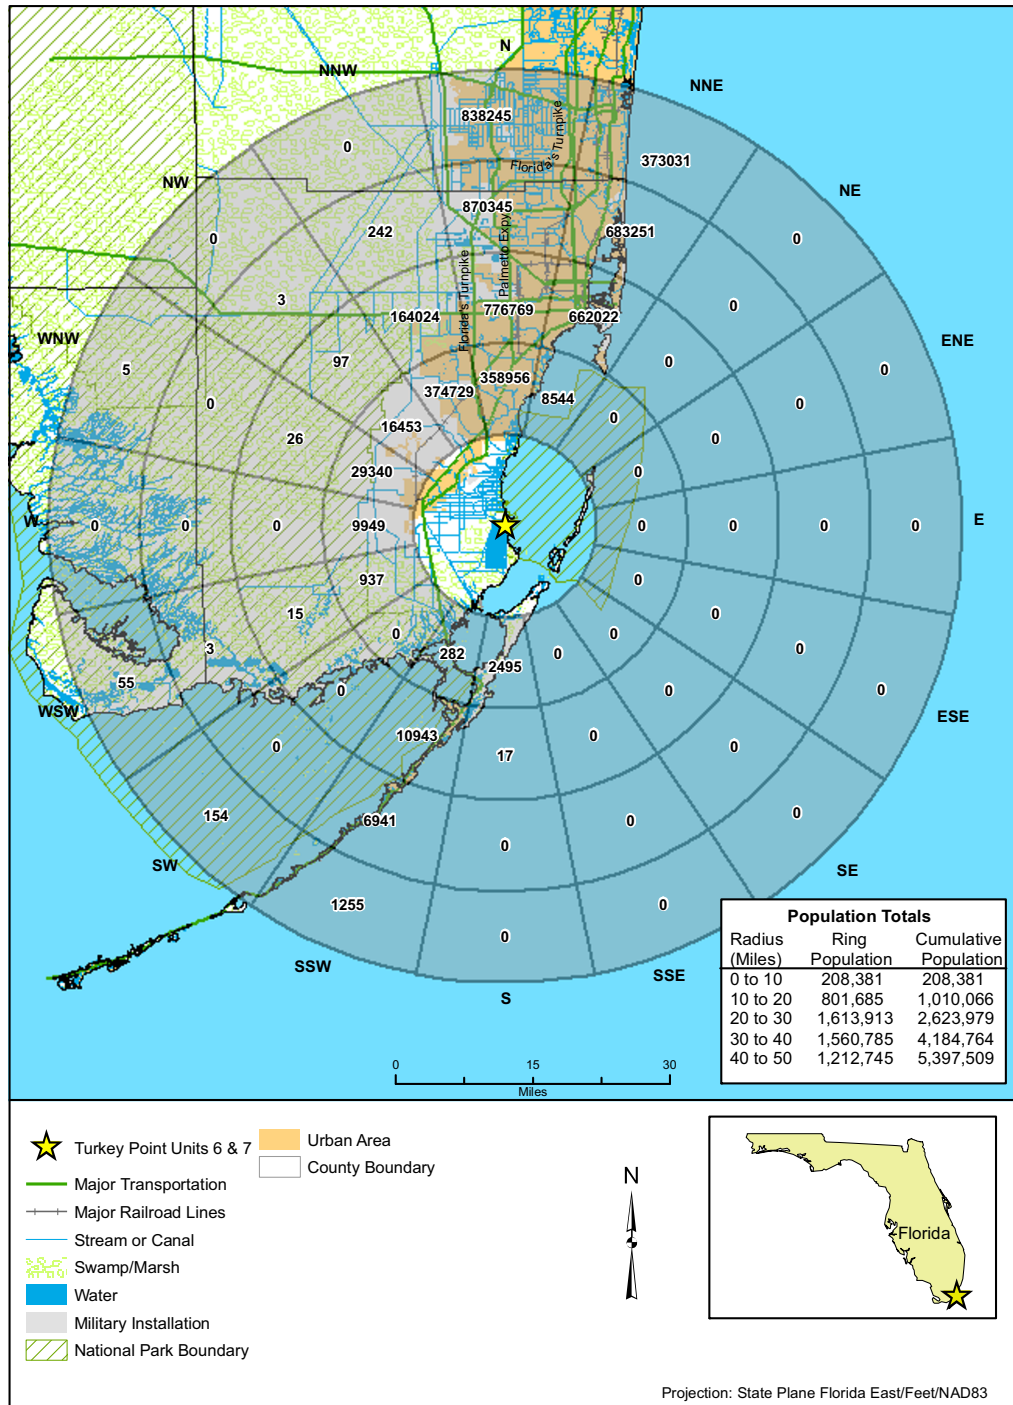 N
NNW
NNE
838245
0
Florida's Turnpike
373031
NW
NE
870345
242
683251
0
0
Palmetto Expy
Florida's Turnpike
3
0
164024
776769
662022
WNW
ENE
97
0
5
0
358956
374729
8544
0
0
0
16453
26
0
29340
0
W
0
0
0
9949
0
0
0
0
E
937
0
15
0
0
0
3
282
2495
0
55
0
0
0
WSW
ESE
10943
0
0
0
17
154
6941
0
0
0
SW
SE
1255
0
0
SSW
SSE
S
Population Totals
Radius Ring Cumulative
(Miles) Population Population
0 to 10 208,381 208,381
10 to 20 801,685 1,010,066
20 to 30 1,613,913 2,623,979
30 to 40 1,560,785 4,184,764
40 to 50 1,212,745 5,397,509
0 15 30
Miles
Turkey Point Units 6 & 7
Major Transportation
Major Railroad Lines
Stream or Canal
Swamp/Marsh
Water
Military Installation
National Park Boundary
Urban Area
County Boundary
N
Florida
Projection: State Plane Florida East/Feet/NAD83